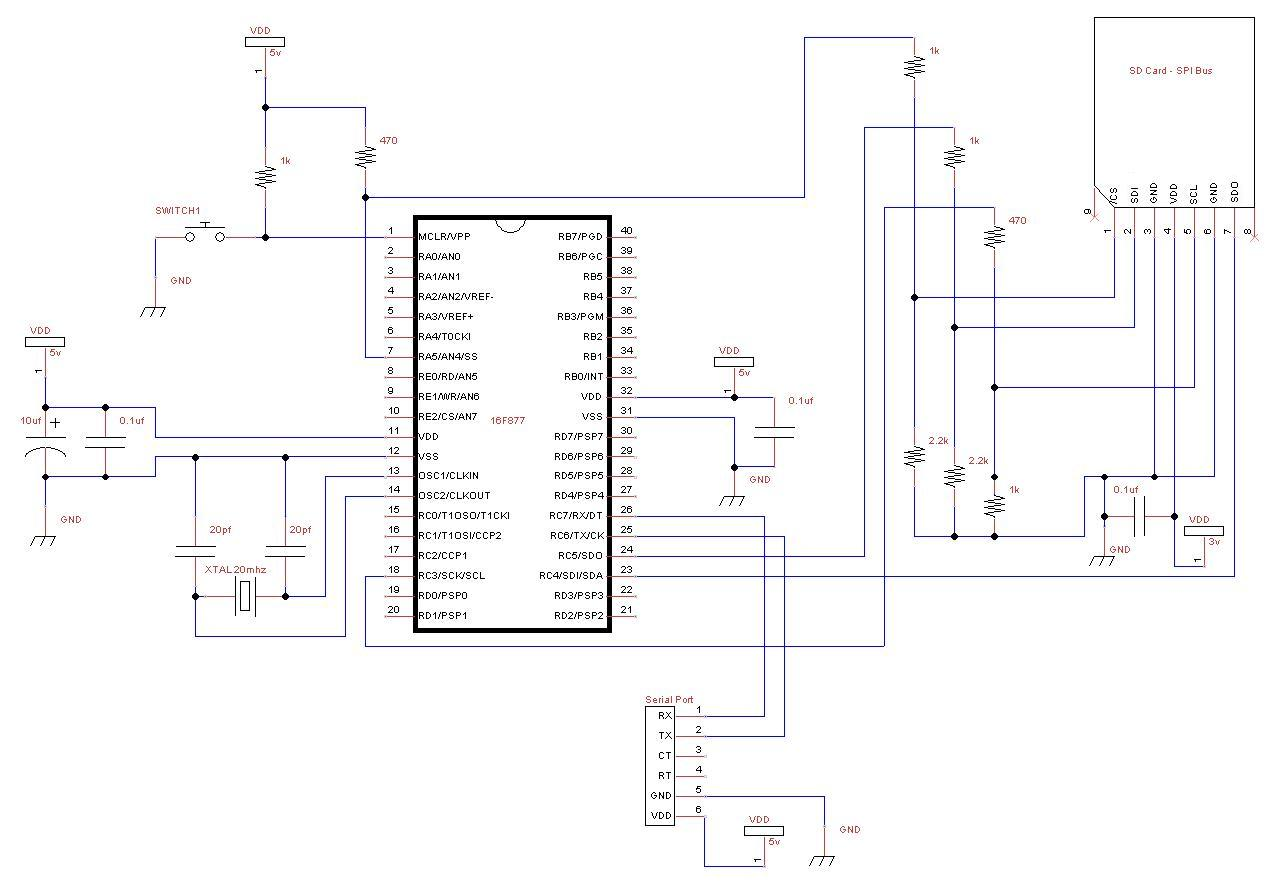 VDD
5v
1
1k
470
SWITCH1
GND
VDD
5v
1
10uf
+
0.1uf
GND
20pf
20pf
XTAL20mhz
16F877
1 MCLR/VPP
2 RA0/AN0
3 RA1/AN1
4 RA2/AN2/VREF-
5 RA3/VREF+
6 RA4/TOCKI
7 RA5/AN4/SS
8 RE0/RD/AN5
9 RE1/WR/AN6
10 RE2/CS/AN7
11 VDD
12 VSS
13 OSC1/CLKIN
14 OSC2/CLKOUT
15 RC0/T1OSO/T1CKI
16 RC1/T1OSI/CCP2
17 RC2/CCP1
18 RC3/SCK/SCL
19 RD0/PSP0
20 RD1/PSP1
RB7/PGD 40
RB6/PGC 39
RB5 38
RB4 37
RB3/PGM 36
RB2 35
RB1 34
RB0/INT 33
VDD 32
VSS 31
RD7/PSP7 30
RD6/PSP6 29
RD5/PSP5 28
RD4/PSP4 27
RC7/RX/DT 26
RC6/TX/CK 25
RC5/SDO 24
RC4/SDI/SDA 23
RD3/PSP3 22
RD2/PSP2 21
VDD
5v
1
0.1uf
GND
1k
1k
470
2.2k
2.2k
1k
SD Card - SPI Bus
9
/CS 1
SDI 2
GND 3
VDD 4
SCL 5
GND 6
SDO 7
8
0.1uf
GND
VDD
3v
1
Serial Port
RX 1
TX 2
CT 3
RT 4
GND 5
VDD 6
VDD
5v
1
GND